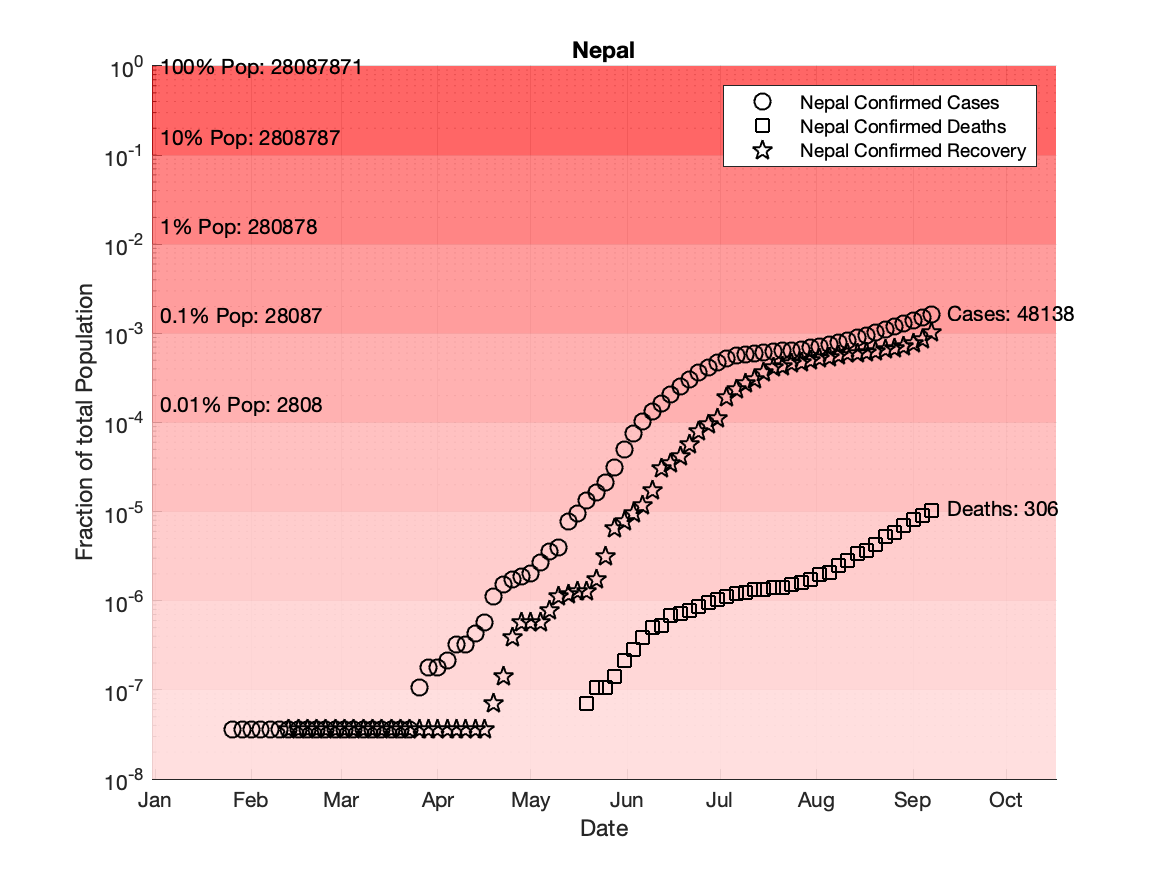 Nepal
10^0
100% Pop: 28087871
Nepal Confirmed Cases
Nepal Confirmed Deaths
Nepal Confirmed Recovery
10% Pop: 2808787
10^-1
1% Pop: 280878
10^-2
0.1% Pop: 28087
Cases: 48138
10^-3
0.01% Pop: 2808
10^-4
10^-5
Deaths: 306
10^-6
10^-7
10^-8
Fraction of total Population
Jan Feb Mar Apr May Jun Jul Aug Sep Oct
Date